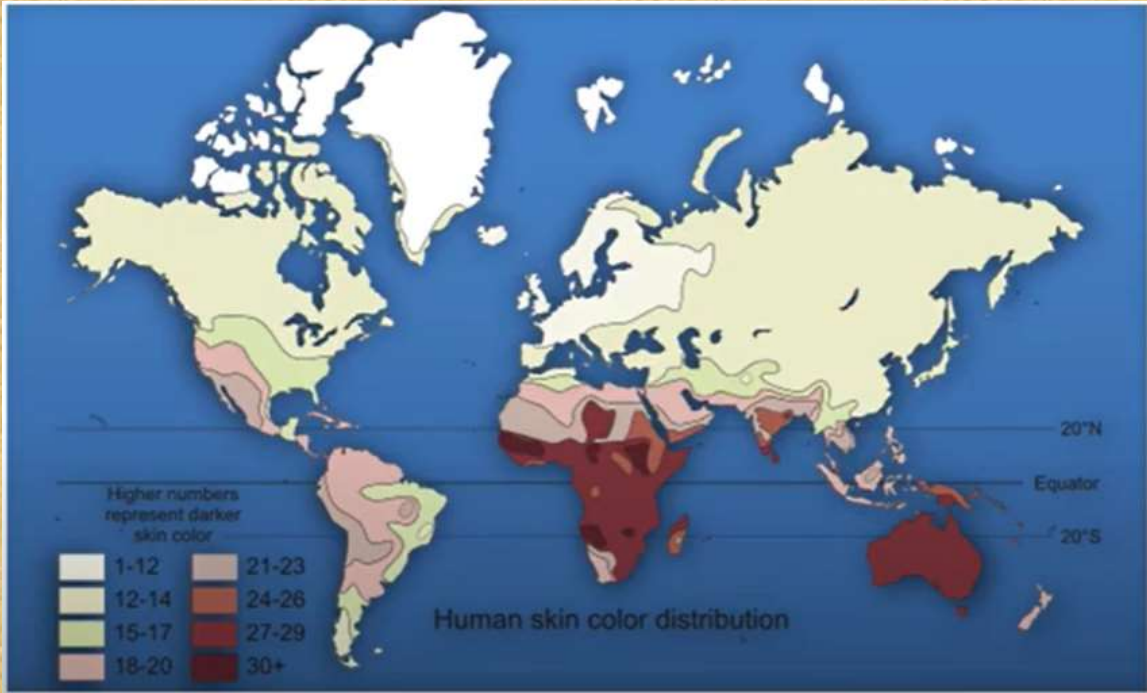 20°N
Equator
20°S
Higher numbers
represent darker
skin color
1-12
12-14
15-17
18-20
21-23
24-26
27-29
30+
Human skin color distribution